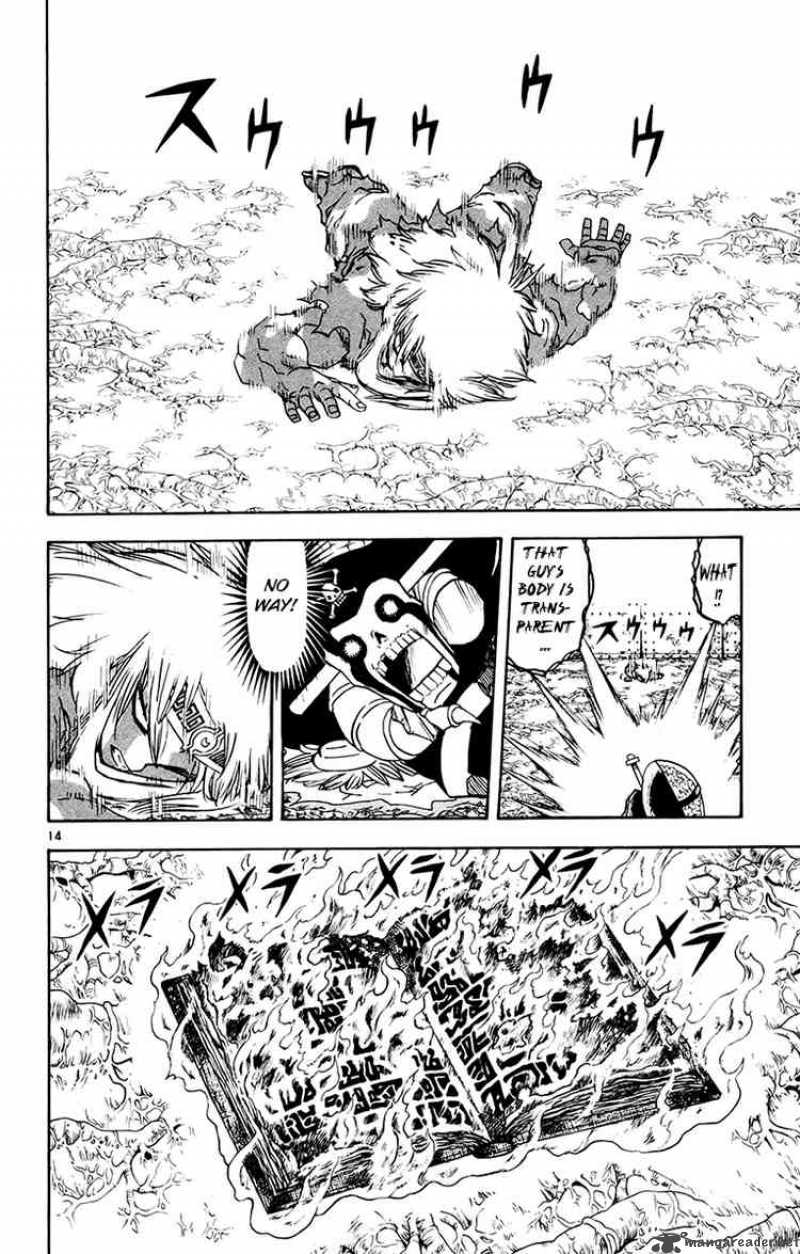 スゥゥゥゥゥ
WHAT
!?
スゥゥゥ
THAT
GUYS
BODY IS
TRANS-
PARENT
...
NO
WAY!
14
メラ
メラ
メラ
メラ
メラ
mangareader.net